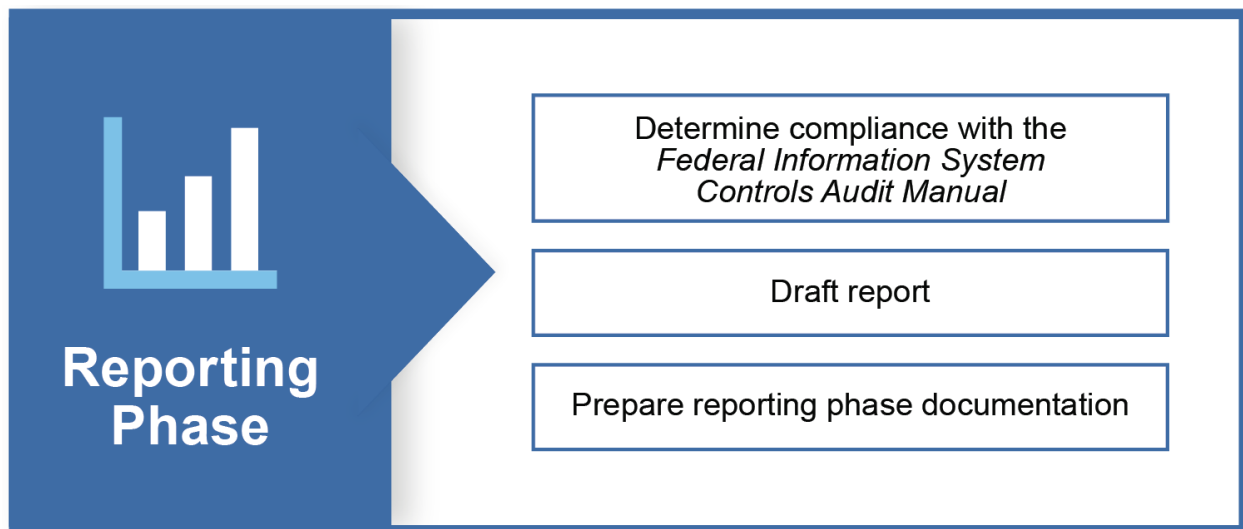 Reporting
Phase
Determine compliance with the
Federal Information System
Controls Audit Manual
Draft report
Prepare reporting phase documentation